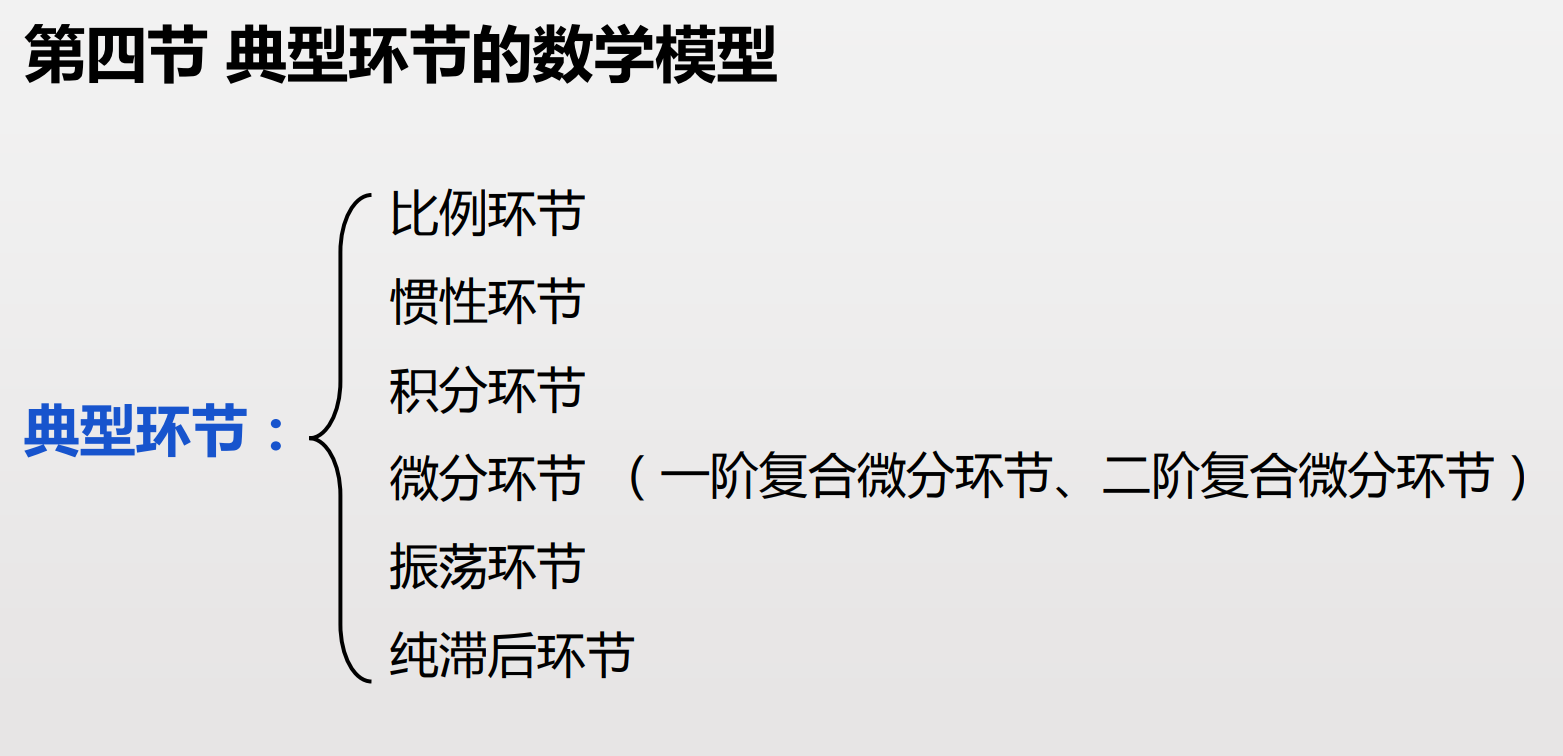 第四节 典型环节的数学模型
比例环节
惯性环节
积分环节
典型环节：
微分环节 （一阶复合微分环节、二阶复合微分环节）
振荡环节
纯滞后环节